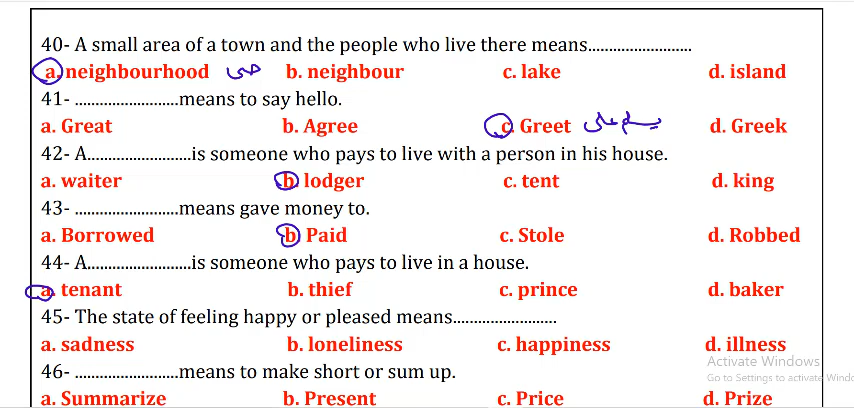 40- A small area of a town and the people who live there means.........................
a. neighbourhood حى b. neighbour c. lake d. island
41- .........................means to say hello.
a. Great b. Agree c. Greet d. Greek
42- A.........................is someone who pays to live with a person in his house.
a. waiter b. lodger c. tent d. king
43- .........................means gave money to.
a. Borrowed b. Paid c. Stole d. Robbed
44- A.........................is someone who pays to live in a house.
a. tenant b. thief c. prince d. baker
45- The state of feeling happy or pleased means.........................
a. sadness b. loneliness c. happiness d. illness
Activate Windows
Go to Settings to activate Windo
46- .........................means to make short or sum up.
a. Summarize b. Present c. Price d. Prize